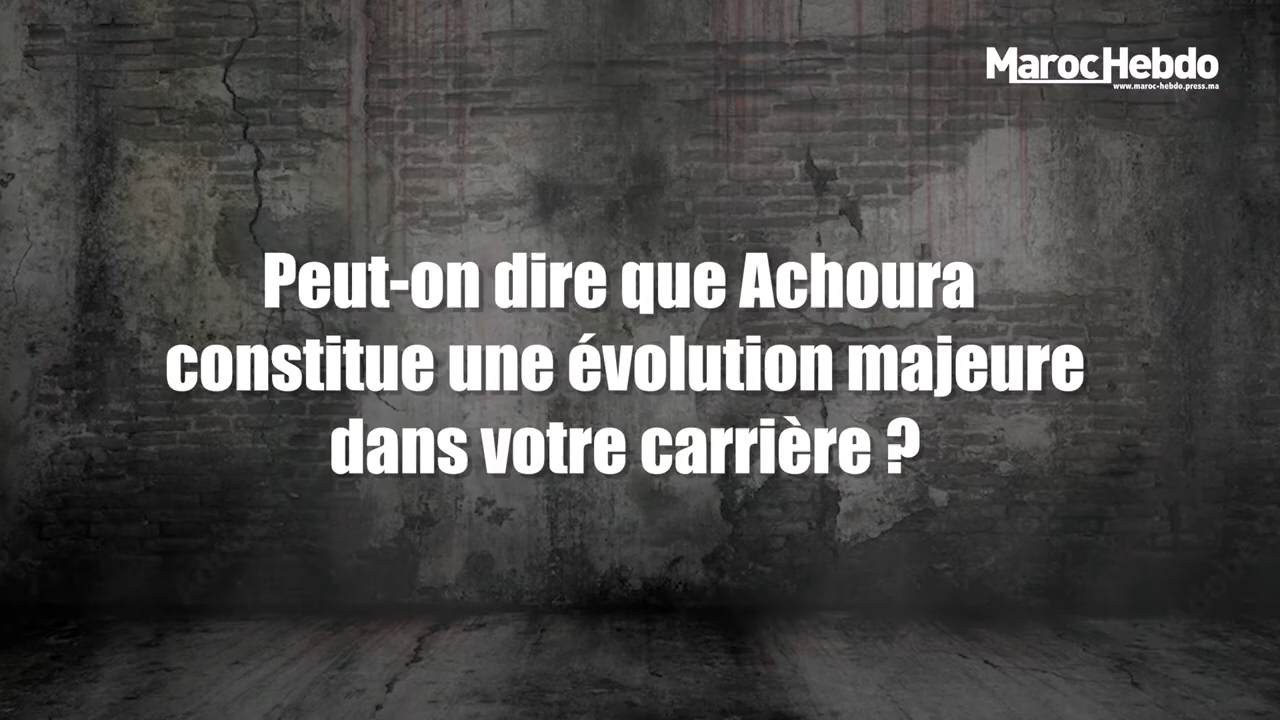 MarocHebdo
www.maroc-hebdo.press.ma
Peut-on dire que Achoura
constitue une évolution majeure
dans votre carrière ?